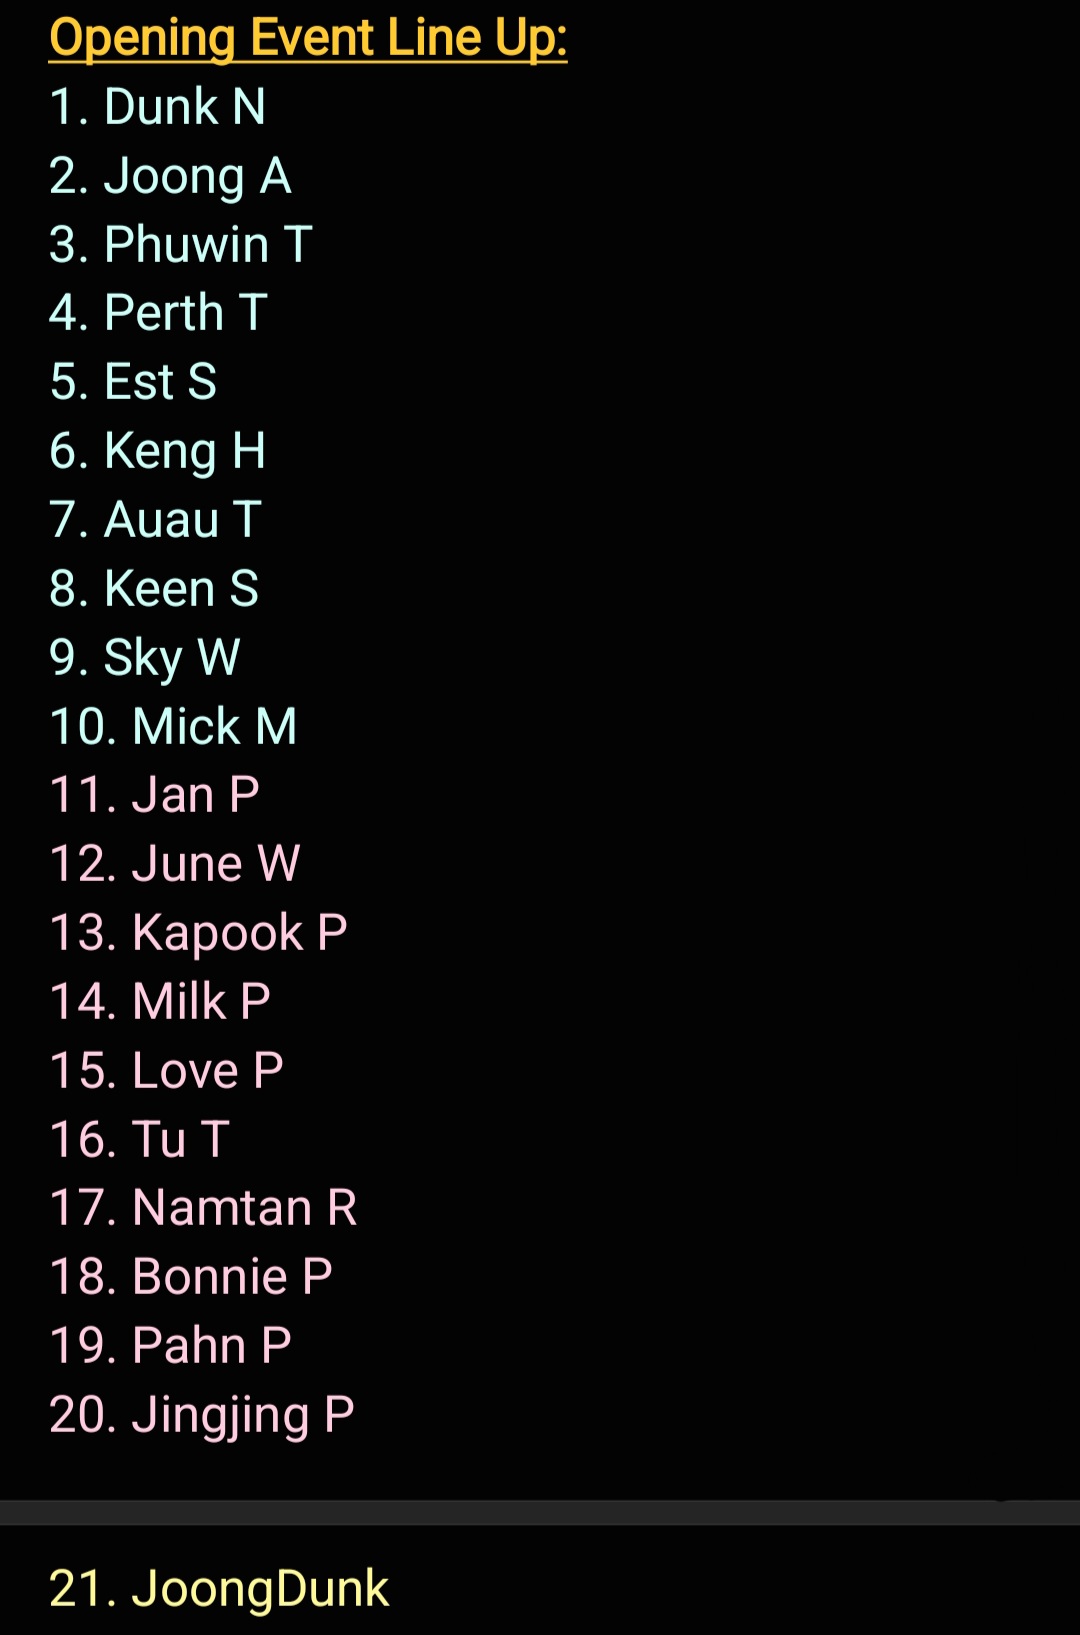 Opening Event Line Up:
1. Dunk N
2. Joong A
3. Phuwin T
4. Perth T
5. Est S
6. Keng H
7. Auau T
8. Keen S
9. Sky W
10. Mick M
11. Jan P
12. June W
13. Kapook P
14. Milk P
15. Love P
16. Tu T
17. Namtan R
18. Bonnie P
19. Pahn P
20. Jingjing P
21. JoongDunk